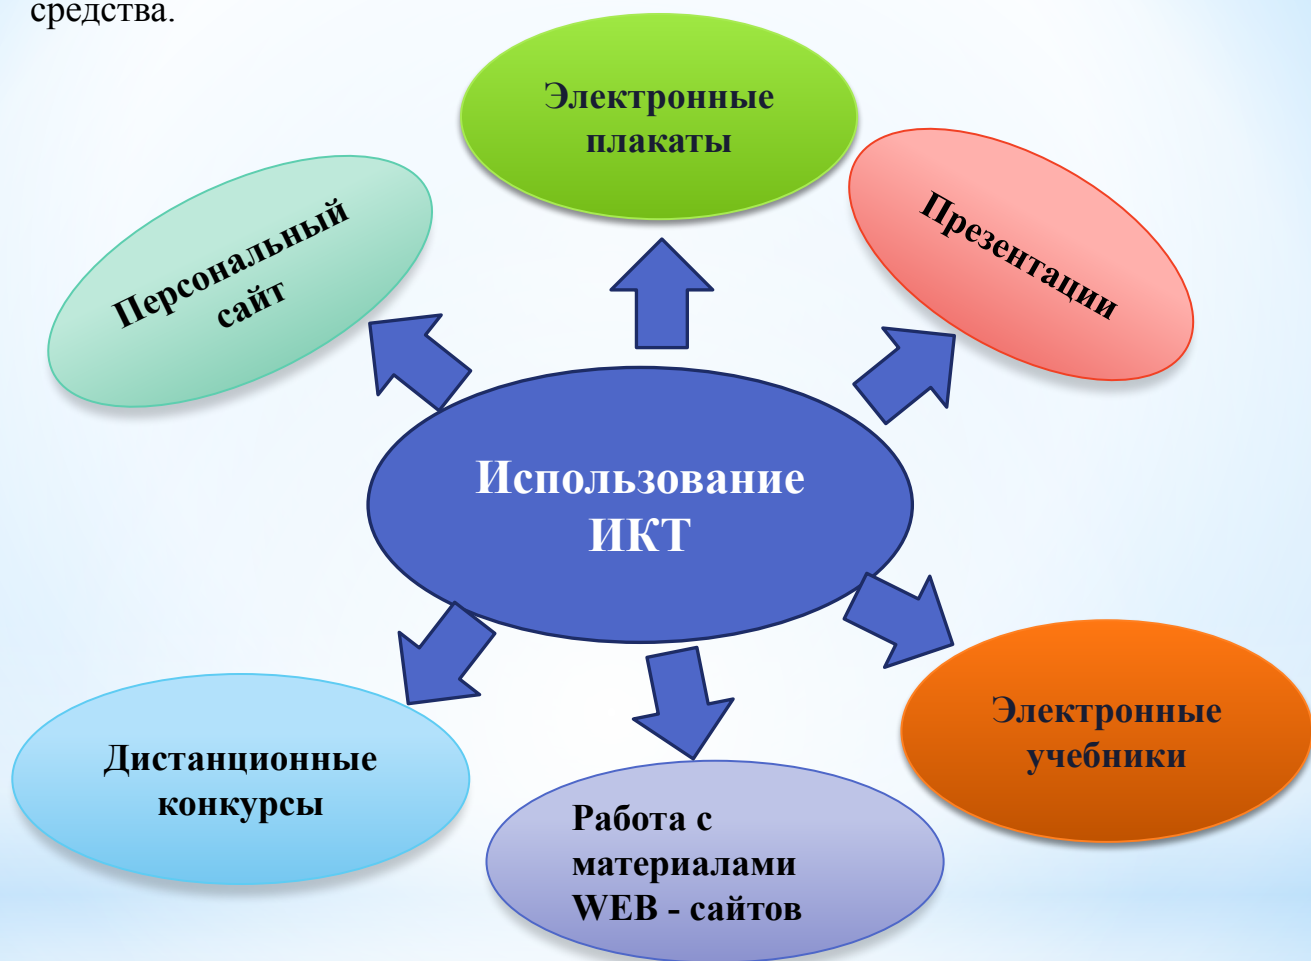 средства.
Электронные
плакаты
Персональный
сайт
Презентации
Использование
ИКТ
Электронные
учебники
Дистанционные
конкурсы
Работа с
материалами
WEB - сайтов